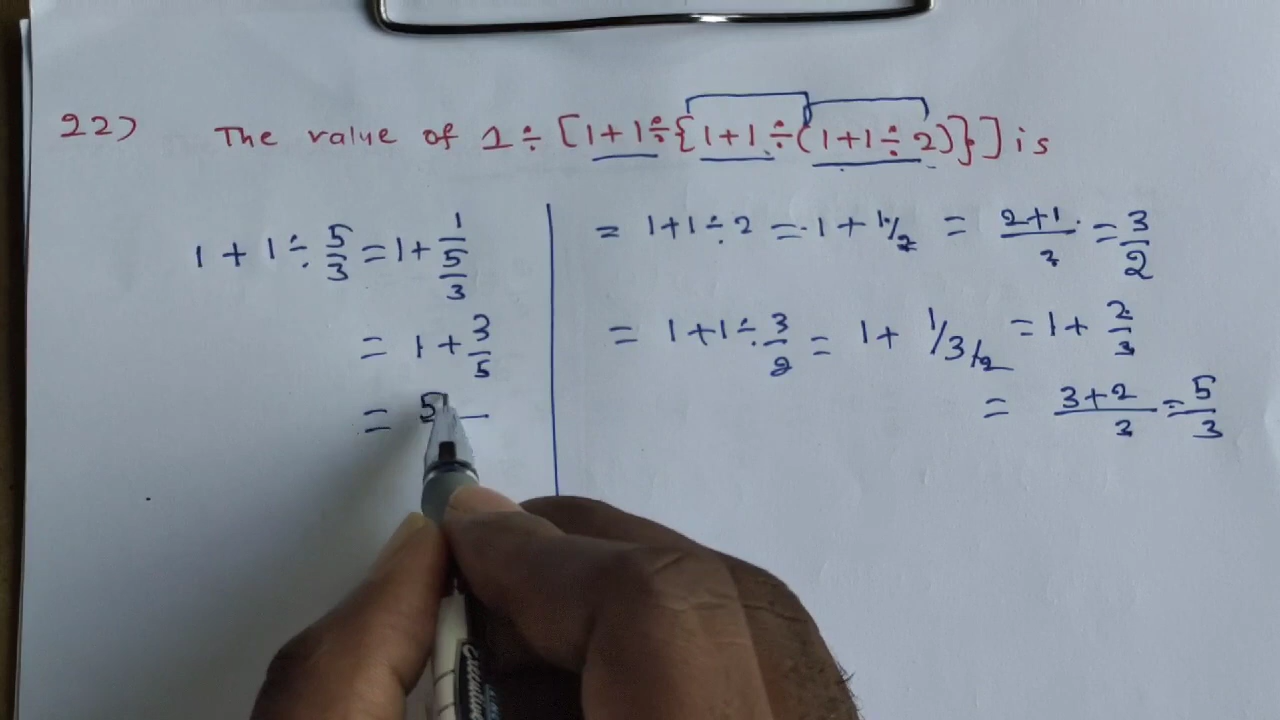 22) The value of 1÷[1+1÷{1+1÷(1+1÷2)}] is
1 + 1 ÷ 5/3 = 1 + 1/(5/3)
= 1 + 3/5
= 5
= 1+1÷2 = 1 + 1/2 = (2+1)/2 = 3/2
= 1+1÷3/2 = 1 + 1/3/2 = 1 + 2/3
= (3+2)/3 = 5/3